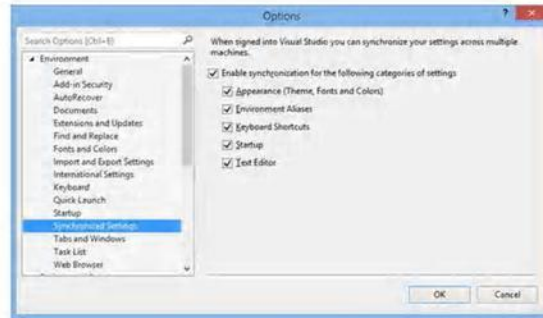 Options
?
Search Options (Ctrl+E)
Environment
General
Add-in Security
AutoRecover
Documents
Extensions and Updates
Find and Replace
Fonts and Colors
Import and Export Settings
International Settings
Keyboard
Quick Launch
Startup
Synchronized Settings
Tabs and Windows
Task List
Web Browser
When signed into Visual Studio you can synchronize your settings across multiple
machines.
Enable synchronization for the following categories of settings
Appearance (Theme, Fonts and Colors)
Environment Aliases
Keyboard Shortcuts
Startup
Text Editor
OK
Cancel